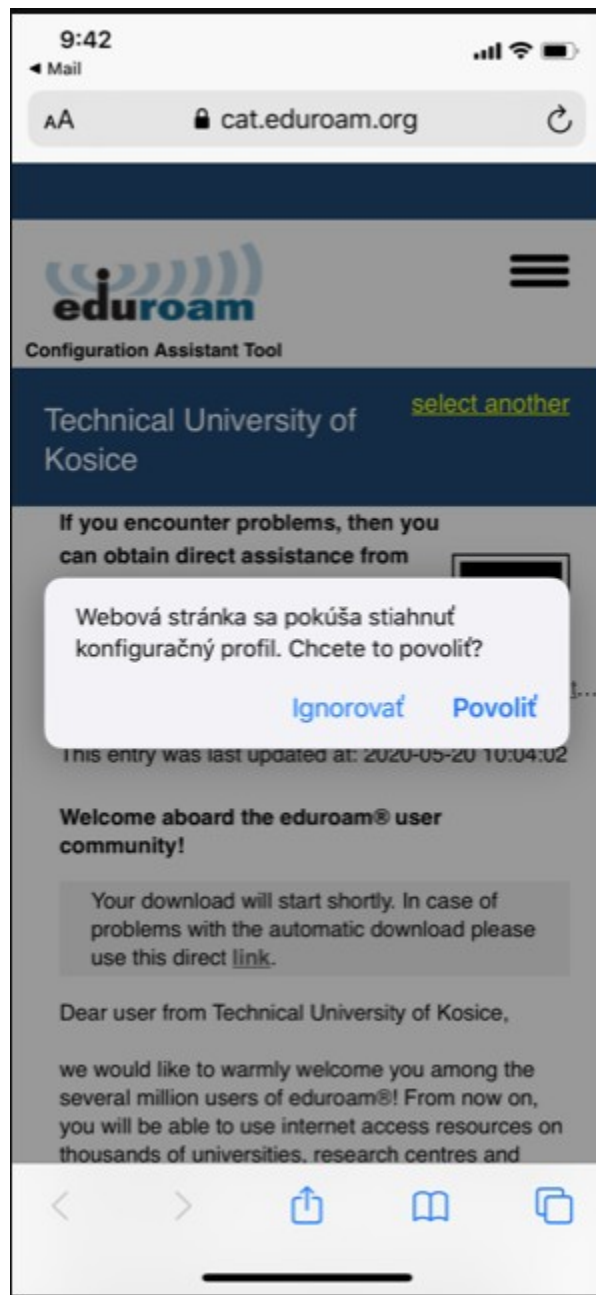 9:42
Mail
AA cat.eduroam.org
eduroam
Configuration Assistant Tool
select another
Technical University of
Kosice
If you encounter problems, then you
can obtain direct assistance from
Webová stránka sa pokúša stiahnuť
konfiguračný profil. Chcete to povoliť?
Ignorovať Povoliť
t...
This entry was last updated at: 2020-05-20 10:04:02
Welcome aboard the eduroam® user
community!
Your download will start shortly. In case of
problems with the automatic download please
use this direct link.
Dear user from Technical University of Kosice,
we would like to warmly welcome you among the
several million users of eduroam®! From now on,
you will be able to use internet access resources on
thousands of universities, research centres and